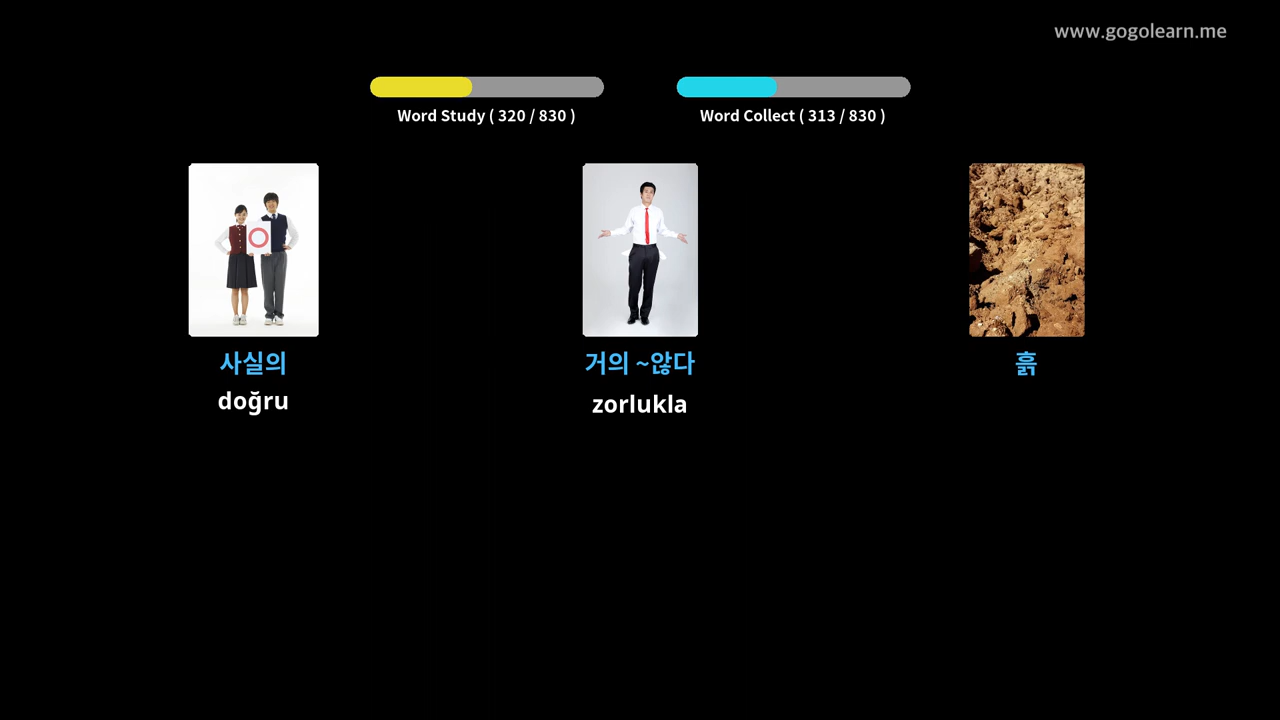 www.gogolearn.me
Word Study ( 320 / 830 )
Word Collect ( 313 / 830 )
사실의
doğru
거의 ~않다
zorlukla
흙